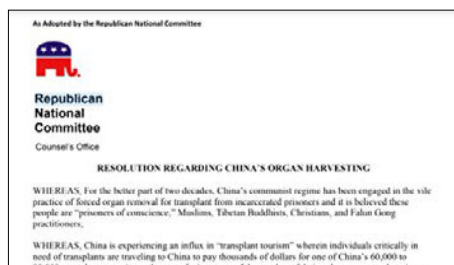 As Adopted by the Republican National Committee
Republican
National
Committee
Counsel's Office
RESOLUTION REGARDING CHINA'S ORGAN HARVESTING
WHEREAS, For the better part of two decades, China's communist regime has been engaged in the vile
practice of forced organ removal for transplant from incarcerated prisoners and it is believed these
people are "prisoners of conscience," Muslims, Tibetan Buddhists, Christians, and Falun Gong
practitioners,
WHEREAS, China is experiencing an influx in "transplant tourism" wherein individuals critically in
need of transplants are traveling to China to pay thousands of dollars for one of China's 60,000 to